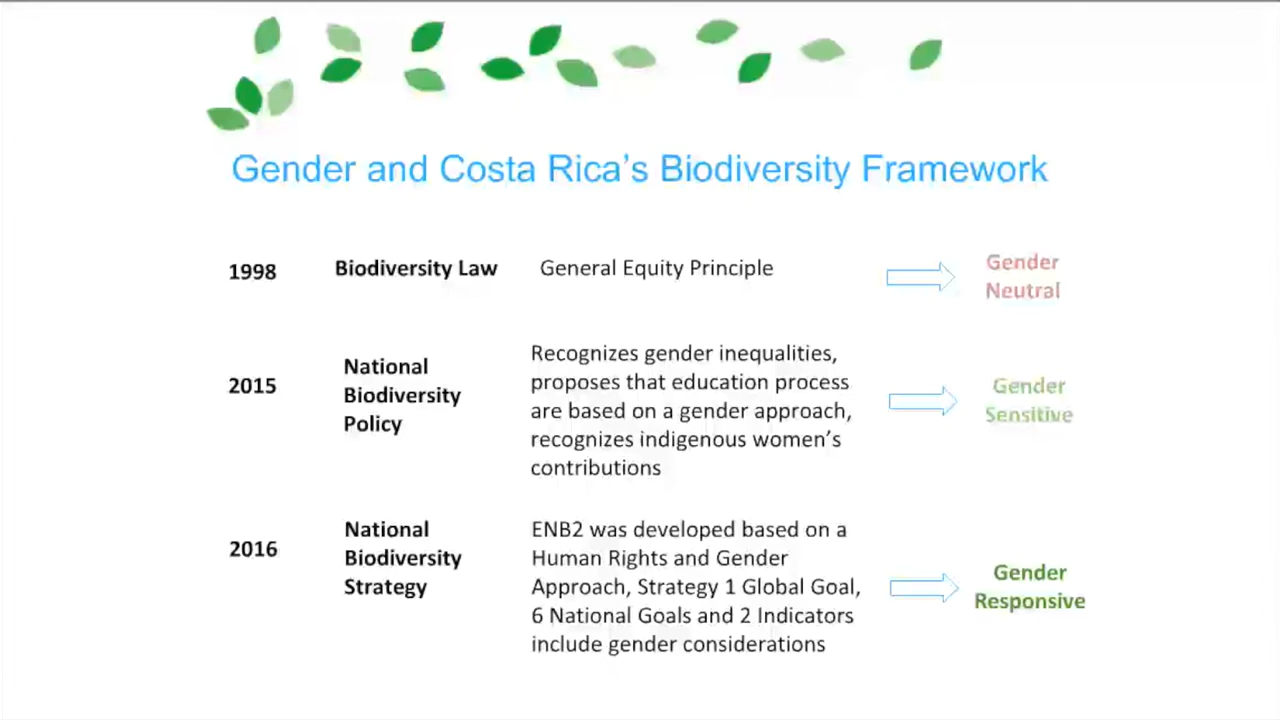 Gender and Costa Rica’s Biodiversity Framework
1998
Biodiversity Law
General Equity Principle
Gender
Neutral
2015
National
Biodiversity
Policy
Recognizes gender inequalities,
proposes that education process
are based on a gender approach,
recognizes indigenous women’s
contributions
Gender
Sensitive
2016
National
Biodiversity
Strategy
ENB2 was developed based on a
Human Rights and Gender
Approach, Strategy 1 Global Goal,
6 National Goals and 2 Indicators
include gender considerations
Gender
Responsive